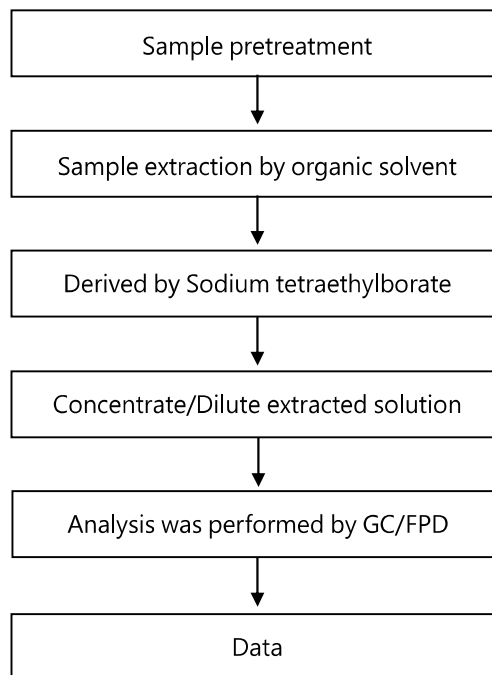 Sample pretreatment
Sample extraction by organic solvent
Derived by Sodium tetraethylborate
Concentrate/Dilute extracted solution
Analysis was performed by GC/FPD
Data